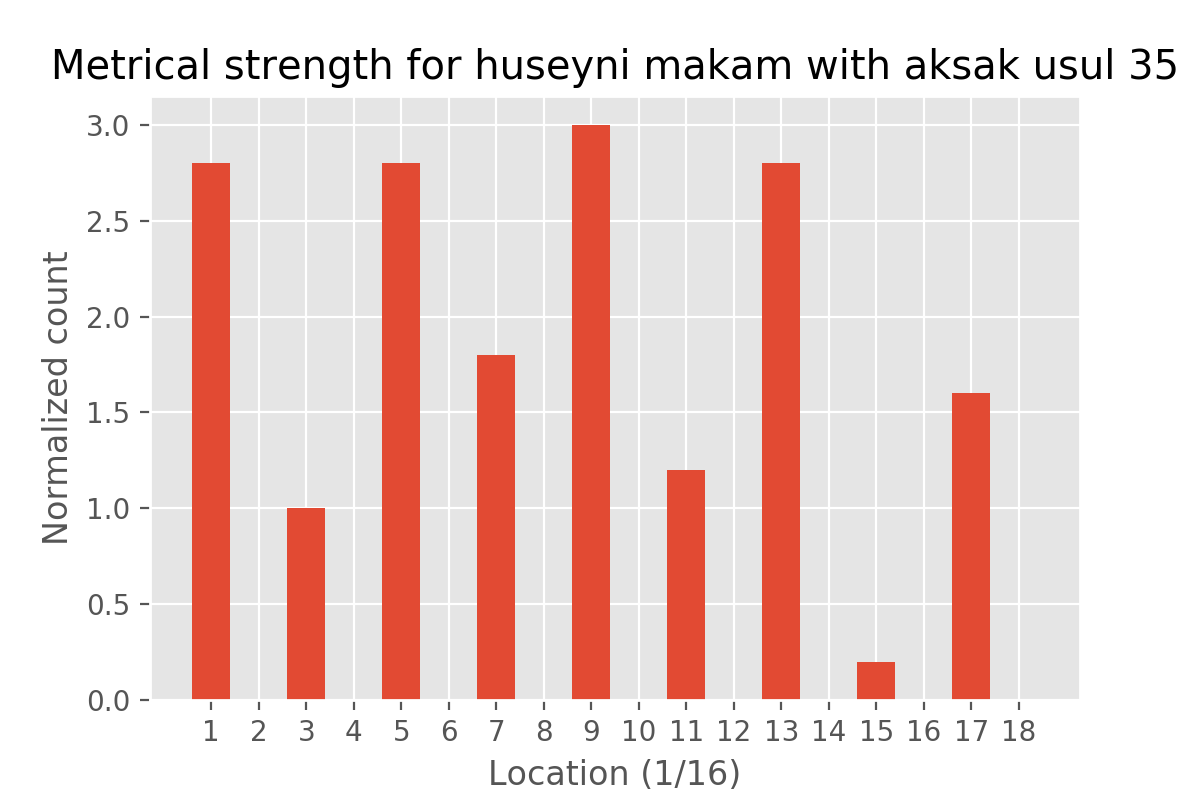 Metrical strength for huseyni makam with aksak usul 35
3.0
2.5
2.0
1.5
1.0
0.5
0.0
Normalized count
1 2 3 4 5 6 7 8 9 10 11 12 13 14 15 16 17 18
Location (1/16)